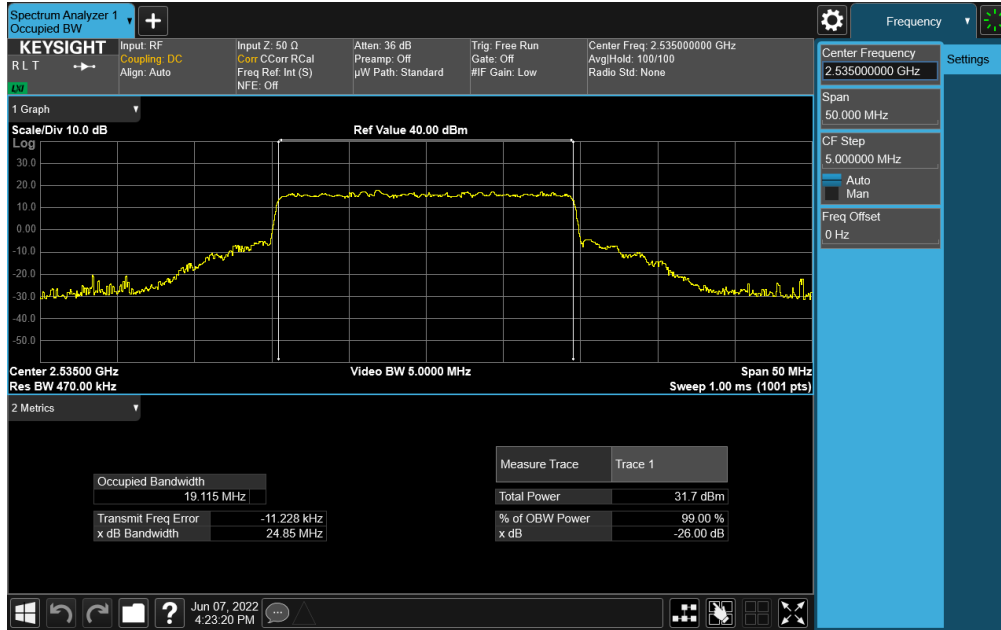 Spectrum Analyzer 1
Occupied BW
Frequency
KEYSIGHT
R L T
LXI
Input: RF
Coupling: DC
Align: Auto
Input Z: 50 Ω
Corr CCorr RCal
Freq Ref: Int (S)
NFE: Off
Atten: 36 dB
Preamp: Off
µW Path: Standard
Trig: Free Run
Gate: Off
#IF Gain: Low
Center Freq: 2.535000000 GHz
Avg|Hold: 100/100
Radio Std: None
Center Frequency
2.535000000 GHz
Settings
Span
50.000 MHz
CF Step
5.000000 MHz
Auto
Man
Freq Offset
0 Hz
1 Graph
Scale/Div 10.0 dB
Ref Value 40.00 dBm
Log
30.0
20.0
10.0
0.00
-10.0
-20.0
-30.0
-40.0
-50.0
Center 2.53500 GHz
Video BW 5.0000 MHz
Span 50 MHz
Res BW 470.00 kHz
Sweep 1.00 ms (1001 pts)
2 Metrics
Occupied Bandwidth
19.115 MHz
Transmit Freq Error -11.228 kHz
x dB Bandwidth 24.85 MHz
Measure Trace Trace 1
Total Power 31.7 dBm
% of OBW Power 99.00 %
x dB -26.00 dB
Jun 07, 2022
4:23:20 PM